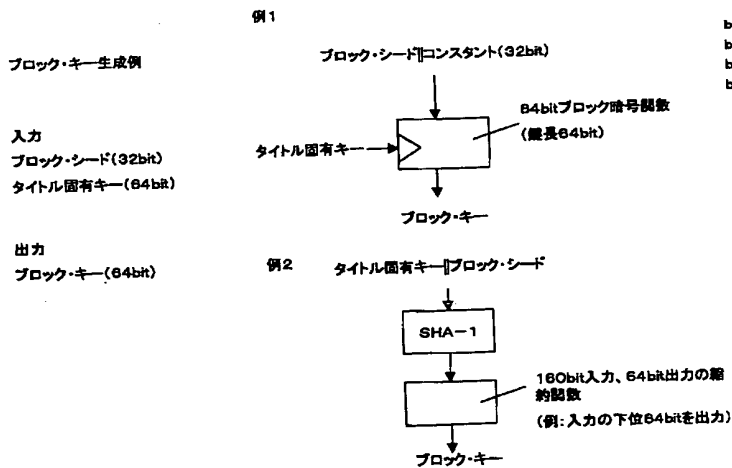 ブロック・キー生成例
入力
ブロック・シード(32bit)
タイトル固有キー(64bit)
出力
ブロック・キー(64bit)
例1
ブロック・シード||コンスタント(32bit)
タイトル固有キー
64bitブロック暗号関数
(鍵長64bit)
ブロック・キー
例2
タイトル固有キー||ブロック・シード
SHA-1
160bit入力、64bit出力の縮
約関数
(例:入力の下位64bitを出力)
ブロック・キー
b
b
b
b